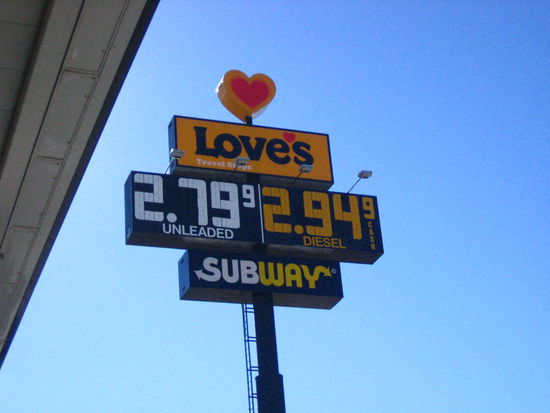 Love's
Travel Stops
2.79 9 2.94 9
UNLEADED DIESEL CASH
SUBWAY ®